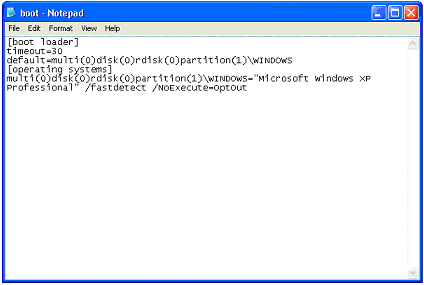 boot - Notepad
File Edit Format View Help
[boot loader]
timeout=30
default=multi(0)disk(0)rdisk(0)partition(1)\WINDOWS
[operating systems]
multi(0)disk(0)rdisk(0)partition(1)\WINDOWS="Microsoft Windows XP
Professional" /fastdetect /NoExecute=OptOut